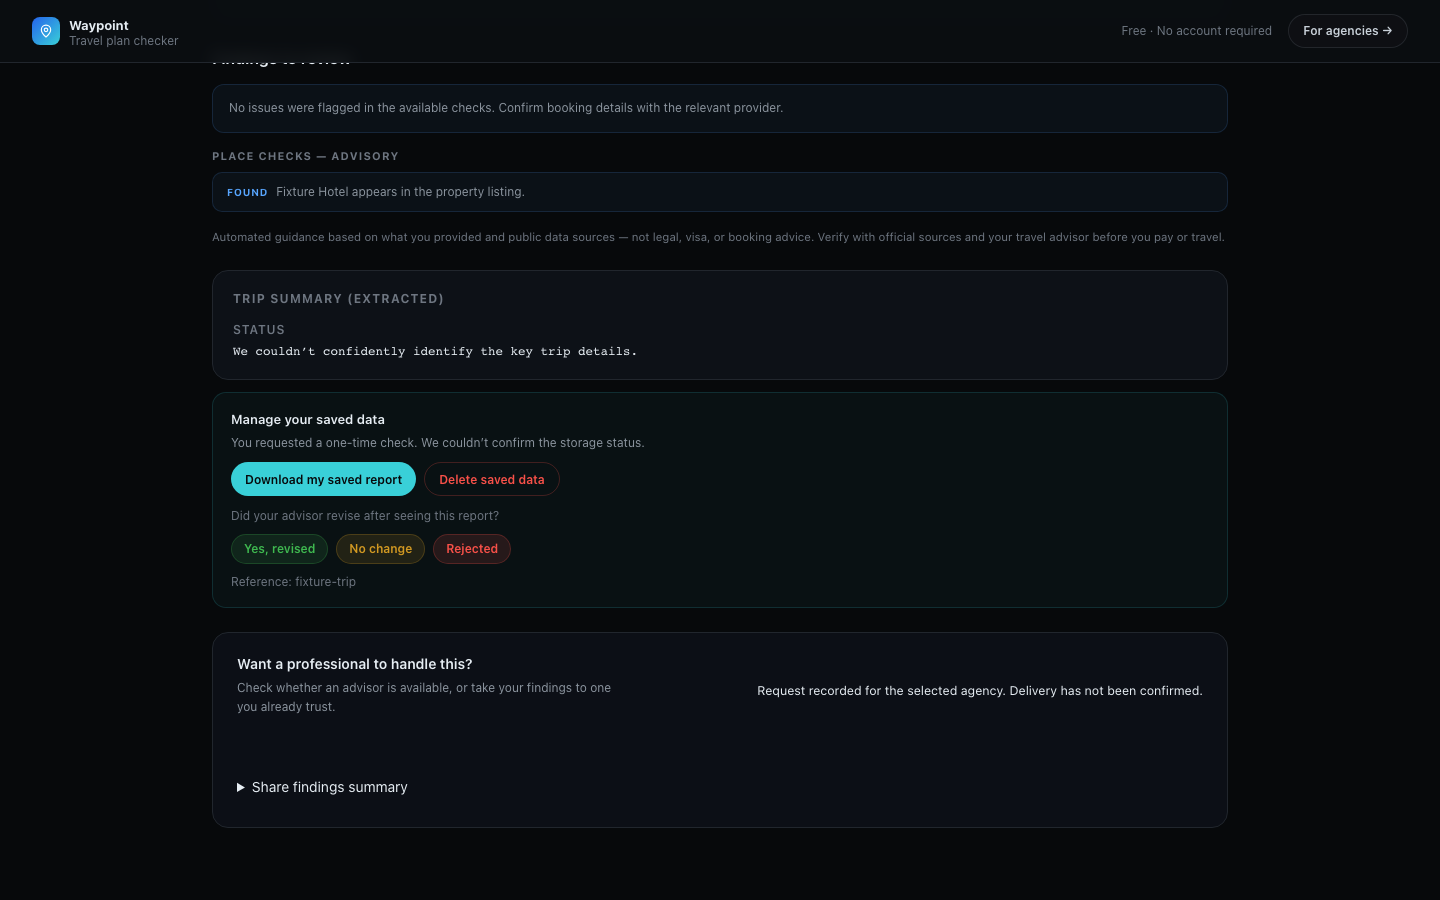 Waypoint
Travel plan checker
Free · No account required
For agencies →
Findings to review
No issues were flagged in the available checks. Confirm booking details with the relevant provider.
PLACE CHECKS — ADVISORY
FOUND Fixture Hotel appears in the property listing.
Automated guidance based on what you provided and public data sources — not legal, visa, or booking advice. Verify with official sources and your travel advisor before you pay or travel.
TRIP SUMMARY (EXTRACTED)
STATUS
We couldn’t confidently identify the key trip details.
Manage your saved data
You requested a one-time check. We couldn’t confirm the storage status.
Download my saved report
Delete saved data
Did your advisor revise after seeing this report?
Yes, revised
No change
Rejected
Reference: fixture-trip
Want a professional to handle this?
Check whether an advisor is available, or take your findings to one
you already trust.
Request recorded for the selected agency. Delivery has not been confirmed.
Share findings summary